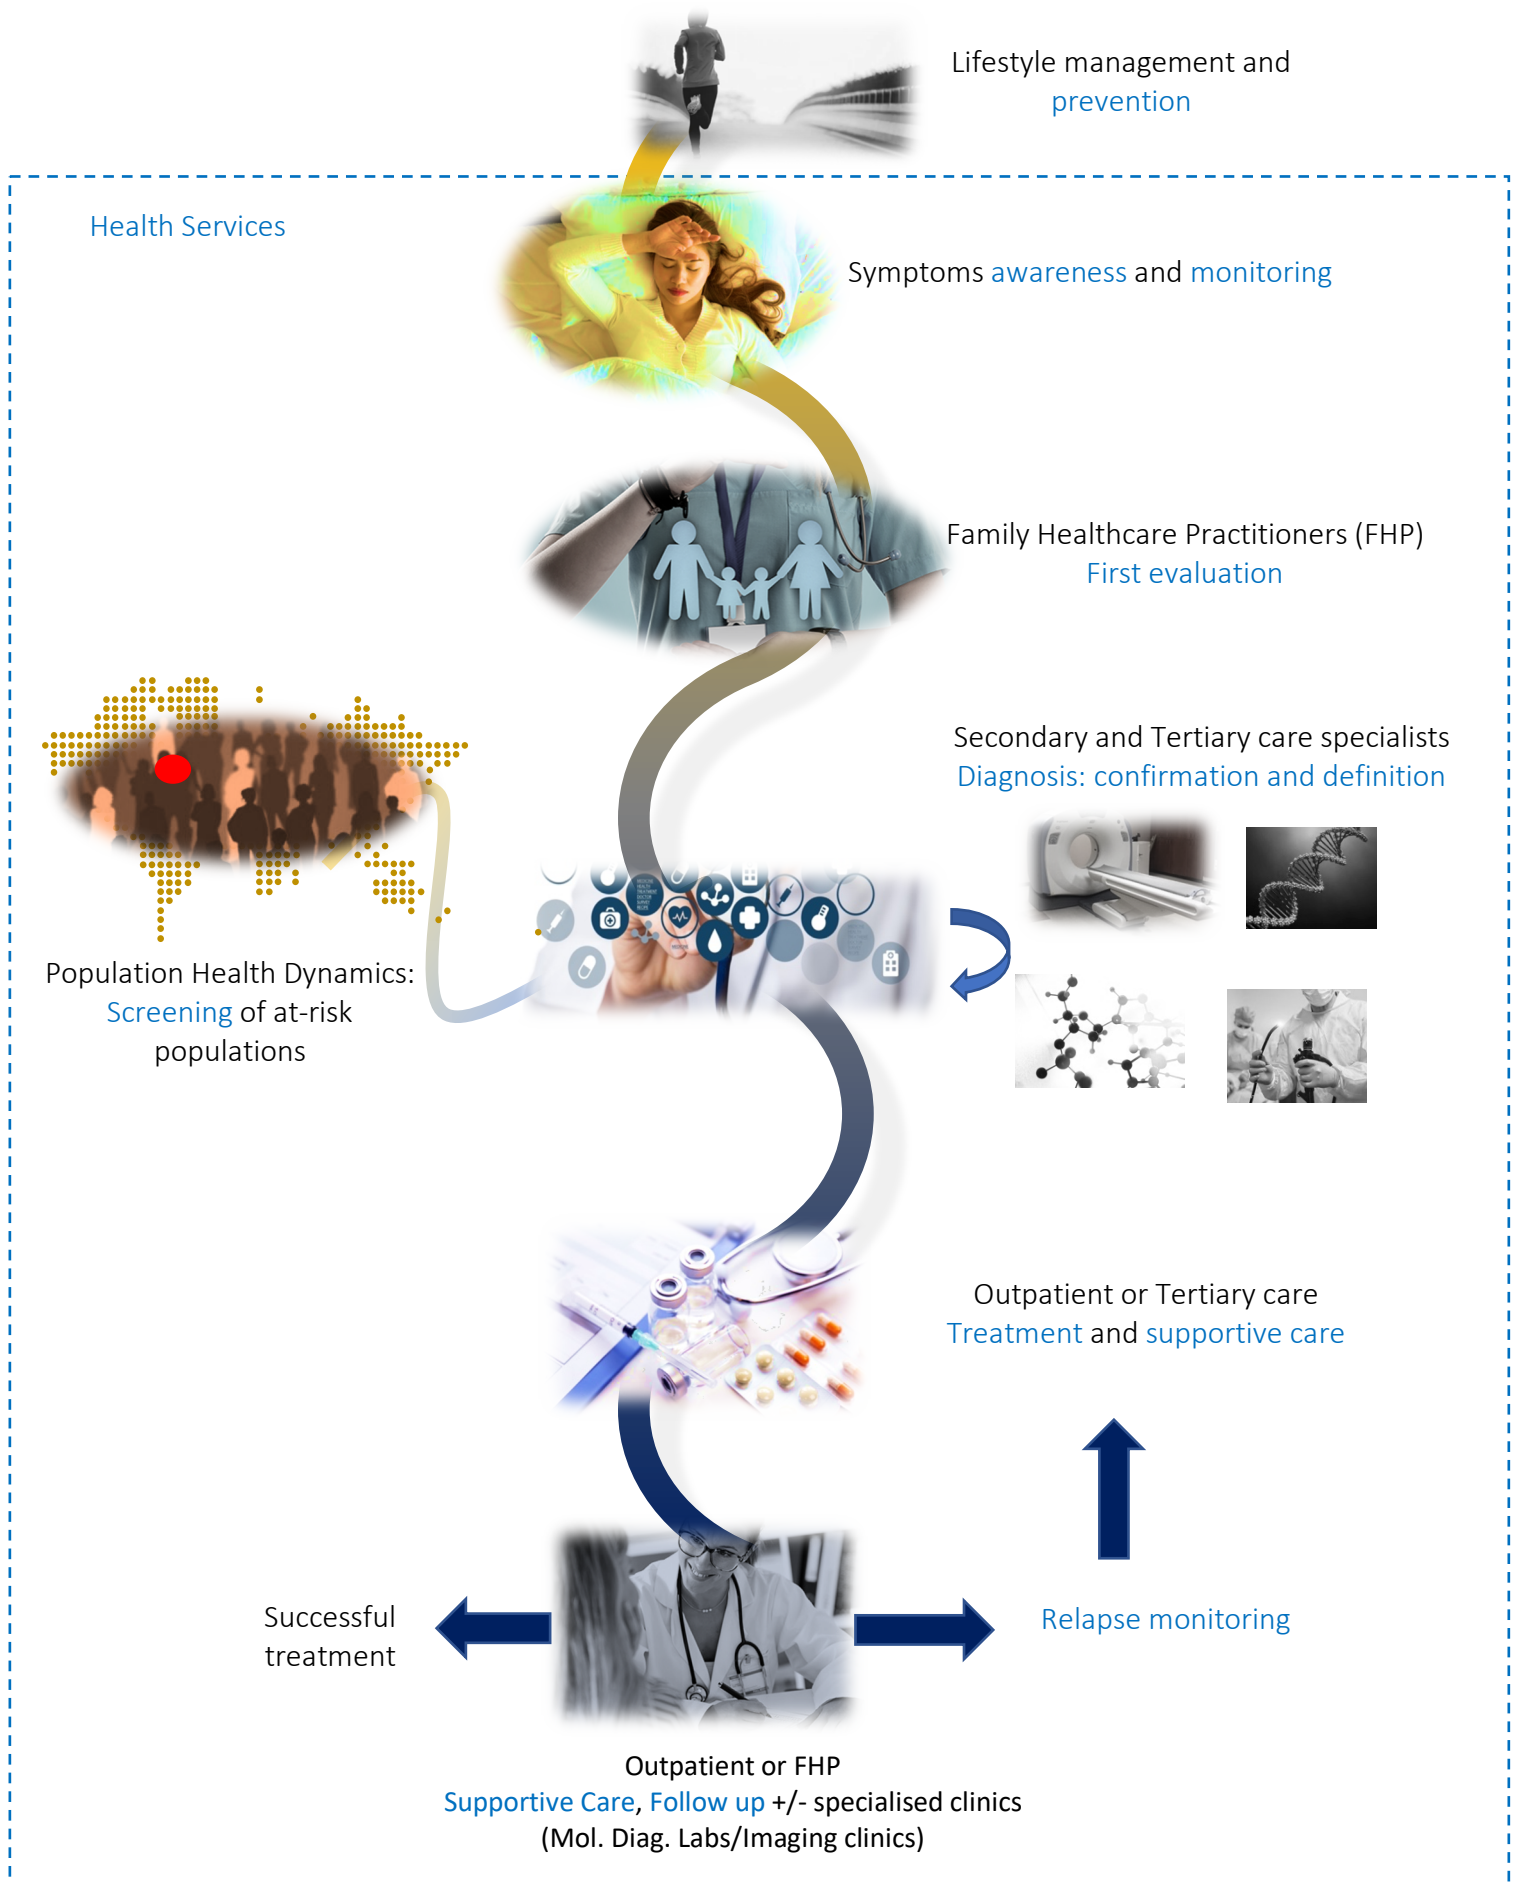 Lifestyle management and
prevention
Health Services
Symptoms awareness and monitoring
Family Healthcare Practitioners (FHP)
First evaluation
Secondary and Tertiary care specialists
Diagnosis: confirmation and definition
Population Health Dynamics:
Screening of at-risk
populations
Outpatient or Tertiary care
Treatment and supportive care
Successful
treatment
Relapse monitoring
Outpatient or FHP
Supportive Care, Follow up +/- specialised clinics
(Mol. Diag. Labs/Imaging clinics)